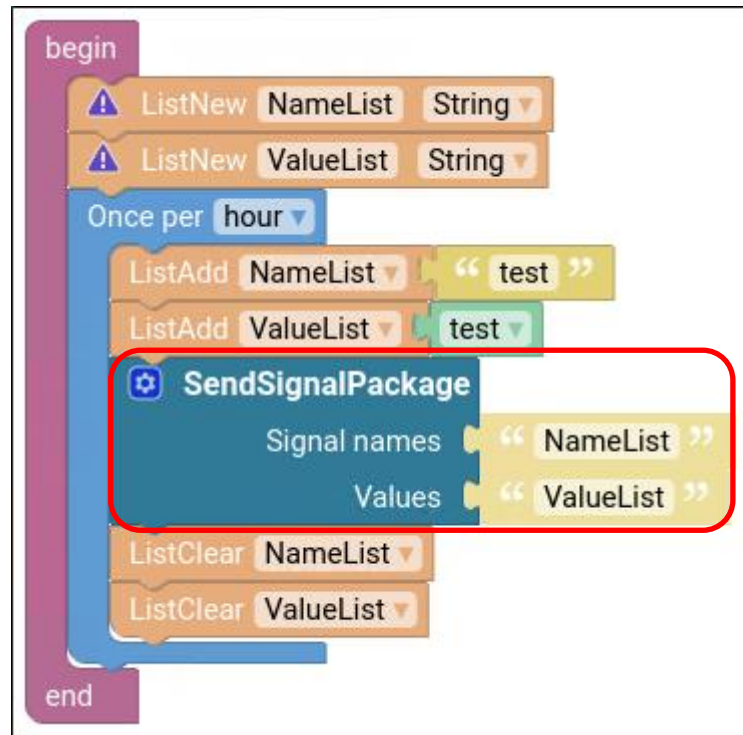 begin
ListNew NameList String
ListNew ValueList String
Once per hour
ListAdd NameList “ test ”
ListAdd ValueList test
SendSignalPackage
Signal names “ NameList ”
Values “ ValueList ”
ListClear NameList
ListClear ValueList
end